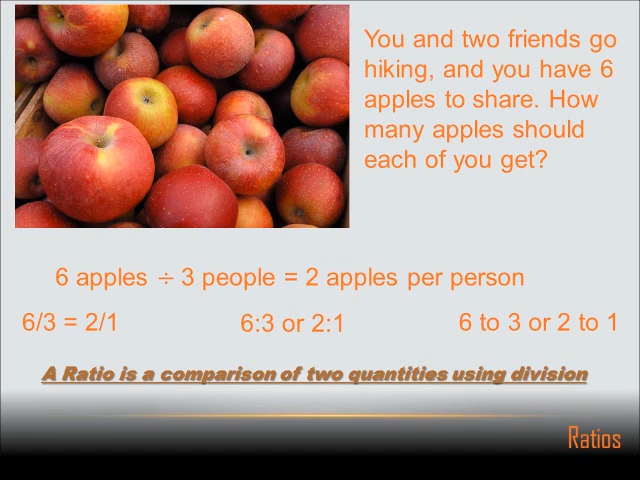 You and two friends go
hiking, and you have 6
apples to share. How
many apples should
each of you get?
6 apples ÷ 3 people = 2 apples per person
6/3 = 2/1
6:3 or 2:1
6 to 3 or 2 to 1
A Ratio is a comparison of two quantities using division
Ratios